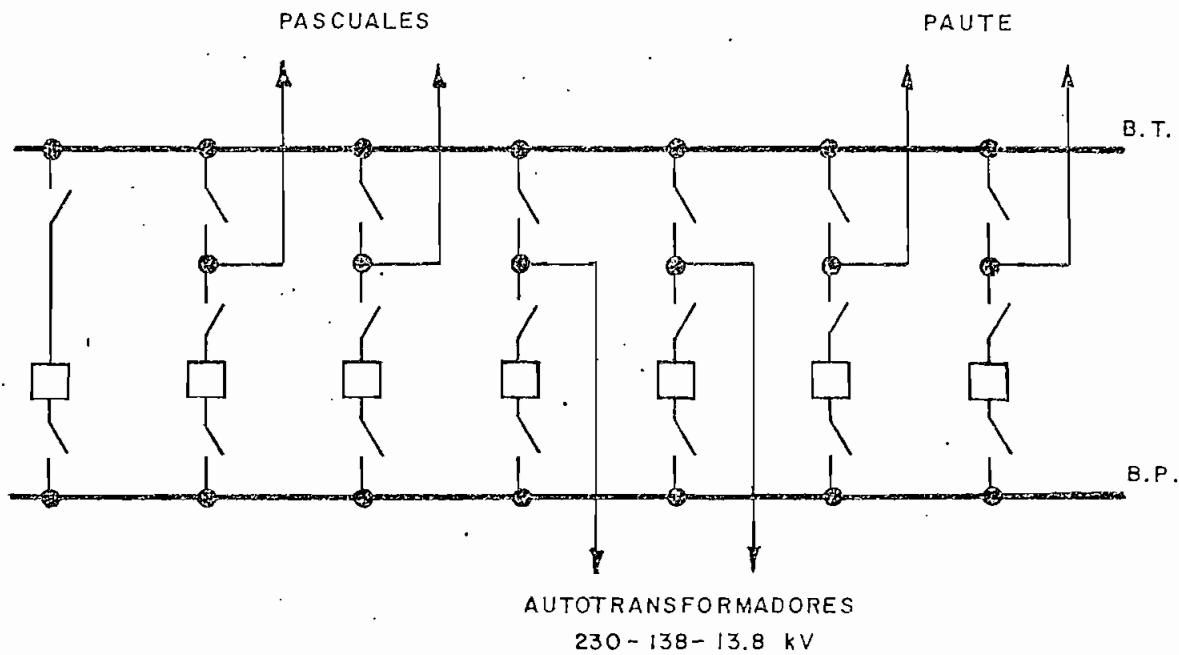 PASCUALES
PAUTE
B.T.
B.P.
AUTOTRANSFORMADORES
230-138-13.8 kV